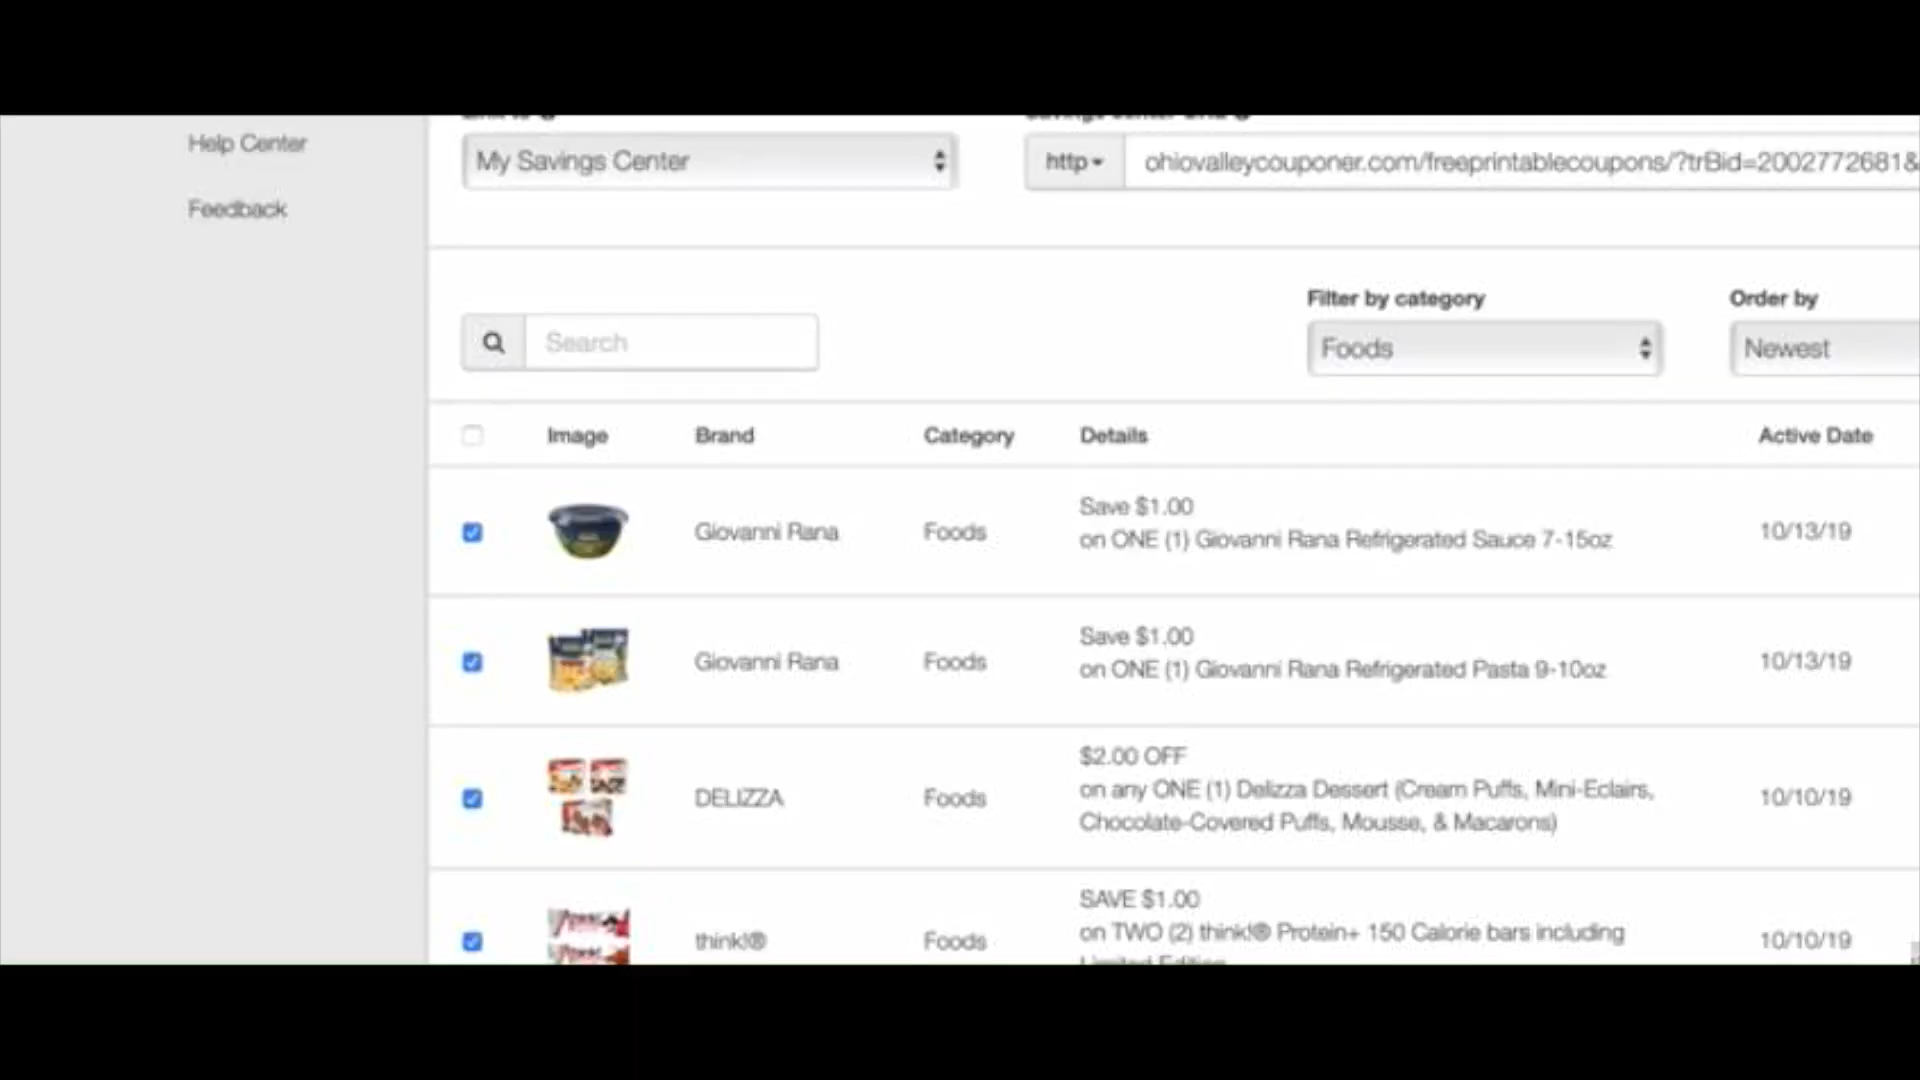 Help Center
Feedback
My Savings Center
http
ohiovalleycouponer.com/freeprintablecoupons/?trBid=2002772681&
Search
Filter by category
Foods
Order by
Newest
Image Brand Category Details Active Date
Giovanni Rana Foods
Save $1.00
on ONE (1) Giovanni Rana Refrigerated Sauce 7-15oz
10/13/19
Giovanni Rana Foods
Save $1.00
on ONE (1) Giovanni Rana Refrigerated Pasta 9-10oz
10/13/19
DELIZZA Foods
$2.00 OFF
on any ONE (1) Delizza Dessert (Cream Puffs, Mini-Eclairs,
Chocolate-Covered Puffs, Mousse, & Macarons)
10/10/19
think!® Foods
SAVE $1.00
on TWO (2) think!® Protein+ 150 Calorie bars including
Limited Edition
10/10/19